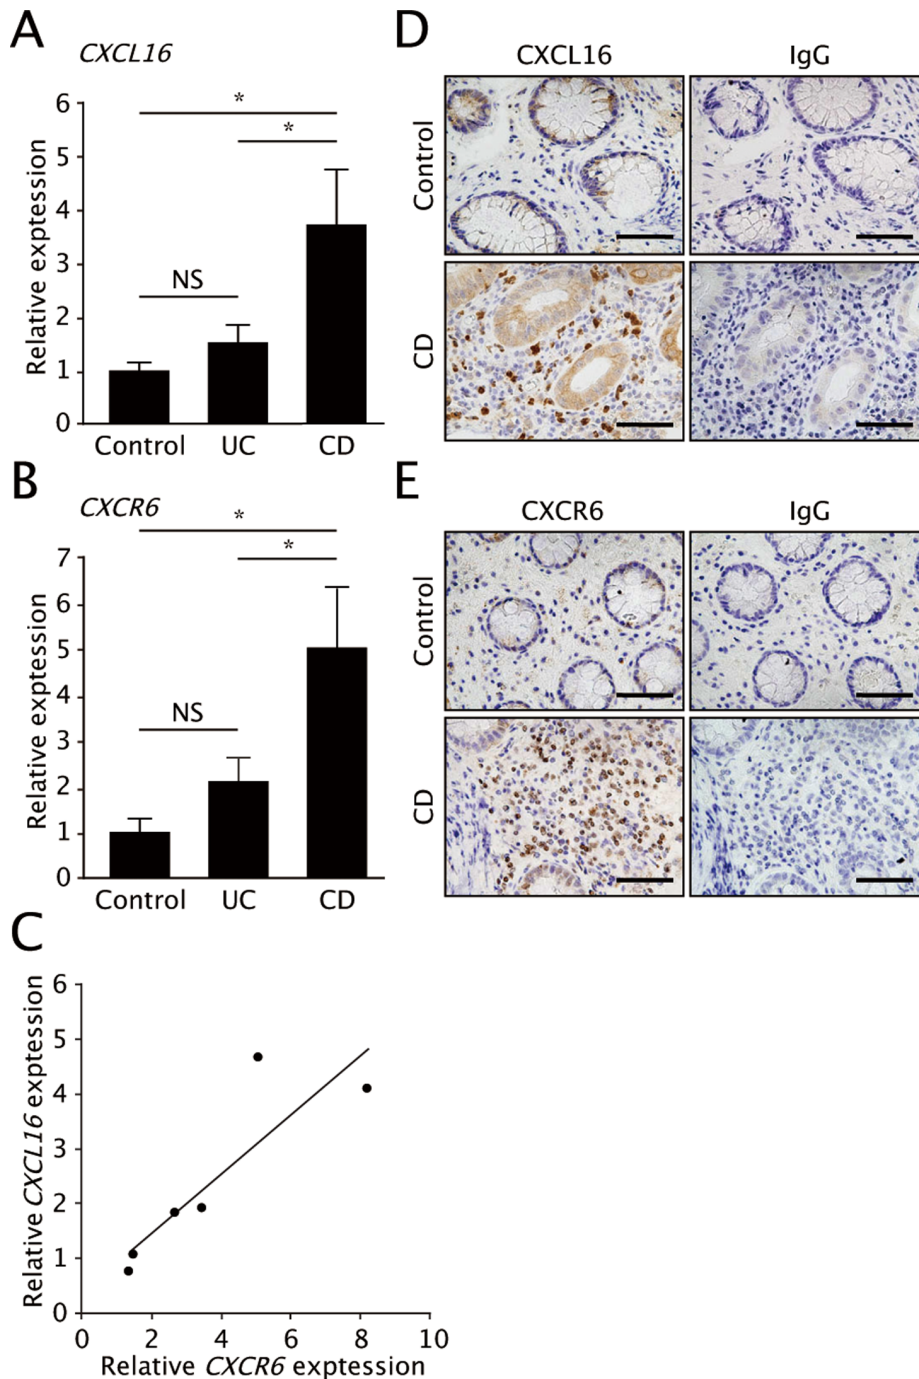 A
CXCL16
Relative exptession
6
5
4
3
2
1
0
*
*
NS
Control UC CD
B
CXCR6
Relative exptession
7
6
5
4
3
2
1
0
*
*
NS
Control UC CD
C
Relative CXCL16 exptession
6
5
4
3
2
1
0
0 2 4 6 8 10
Relative CXCR6 exptession
D
CXCL16 IgG
Control
CD
E
CXCR6 IgG
Control
CD